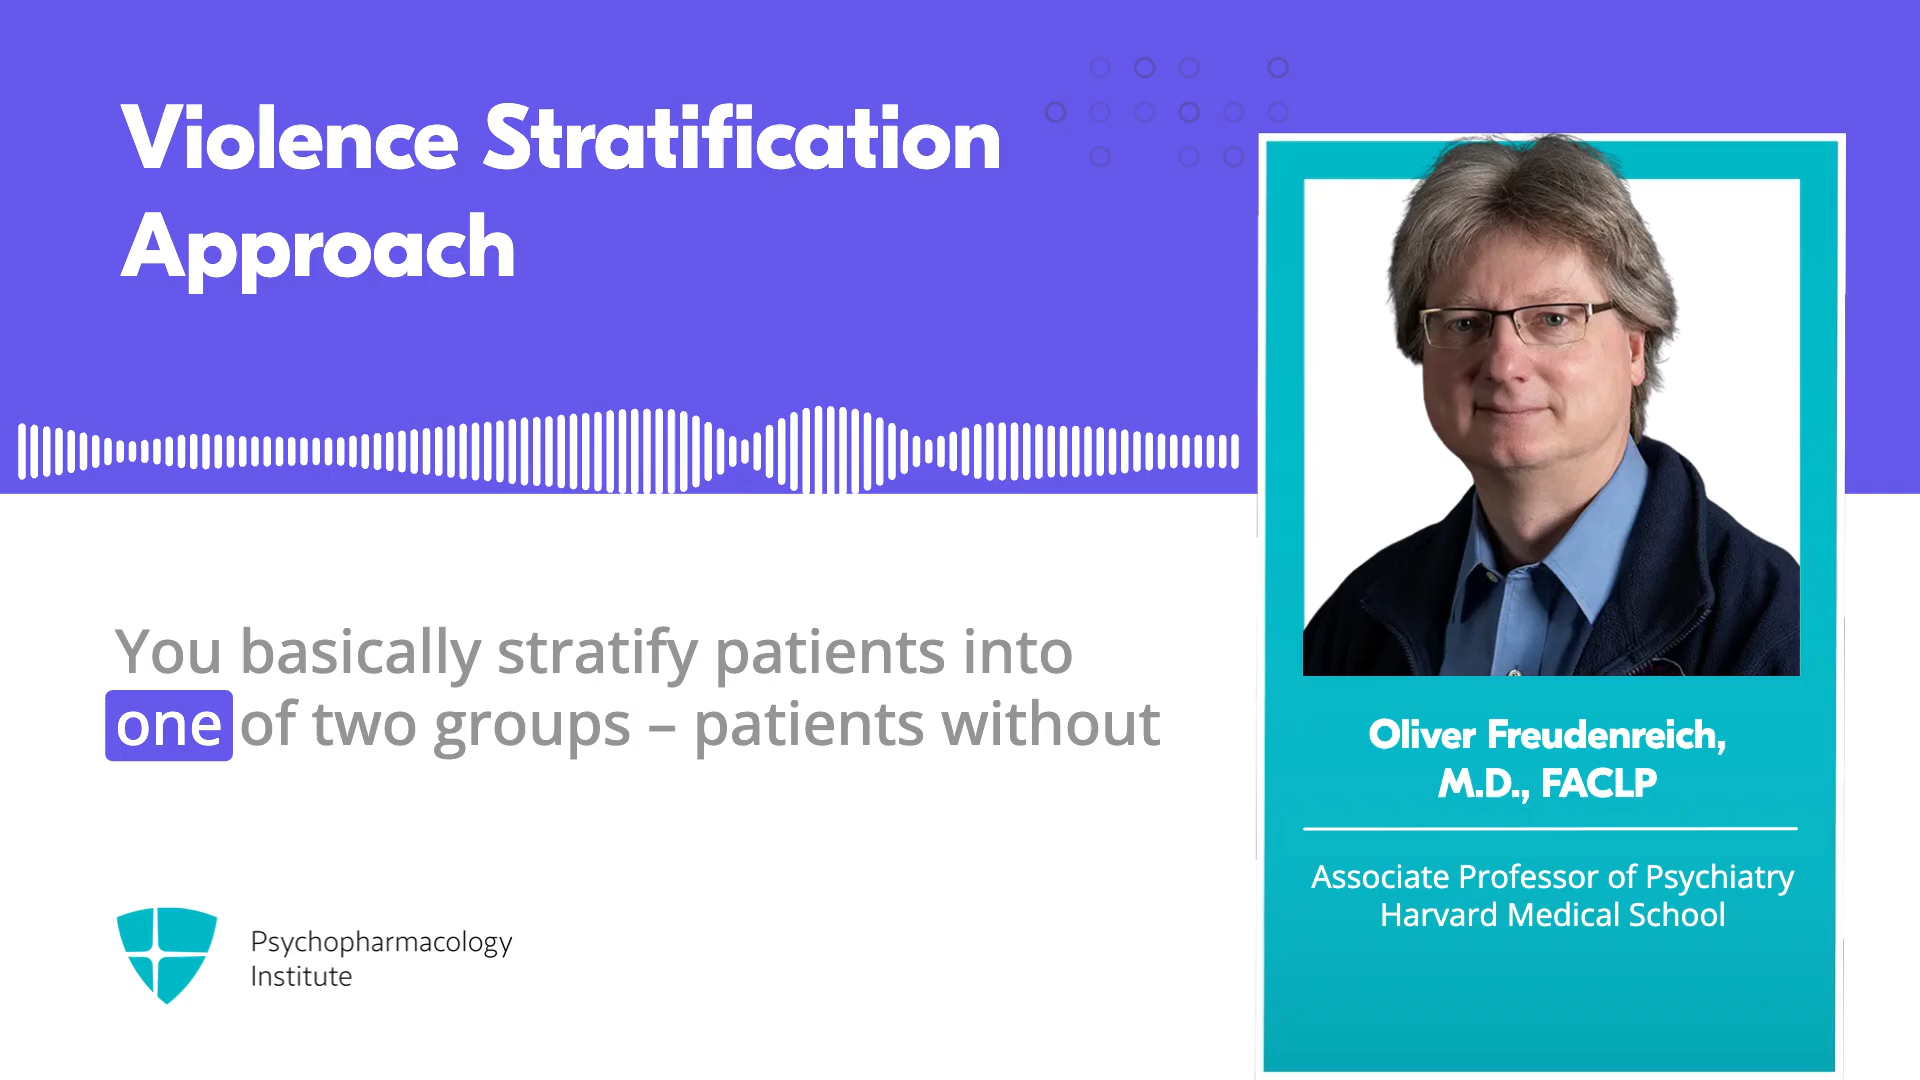 Violence Stratification
Approach
You basically stratify patients into
one of two groups – patients without
Oliver Freudenreich,
M.D., FACLP
Associate Professor of Psychiatry
Harvard Medical School
Psychopharmacology
Institute